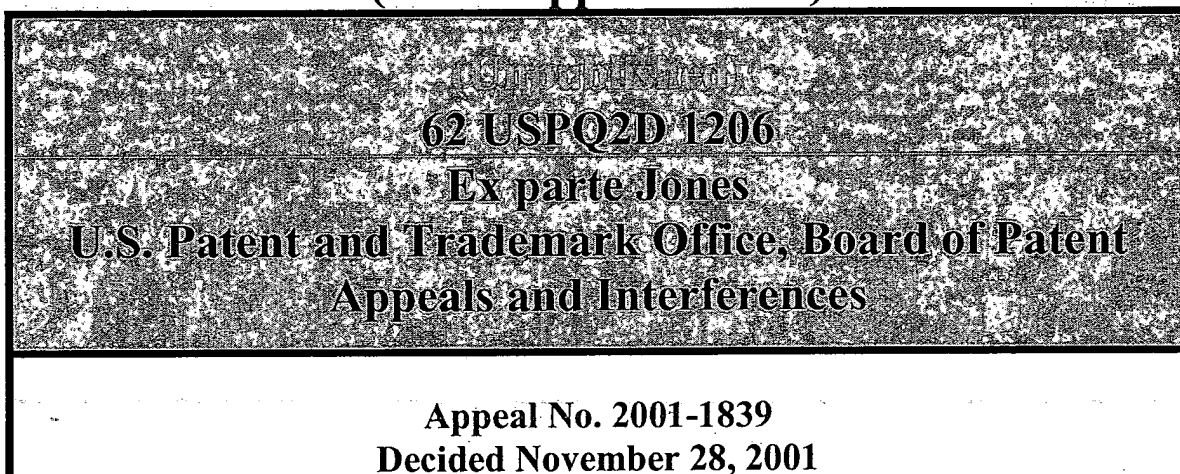 (Unpublished)
62 USPQ2D 1206
Ex parte Jones
U.S. Patent and Trademark Office, Board of Patent
Appeals and Interferences
Appeal No. 2001-1839
Decided November 28, 2001